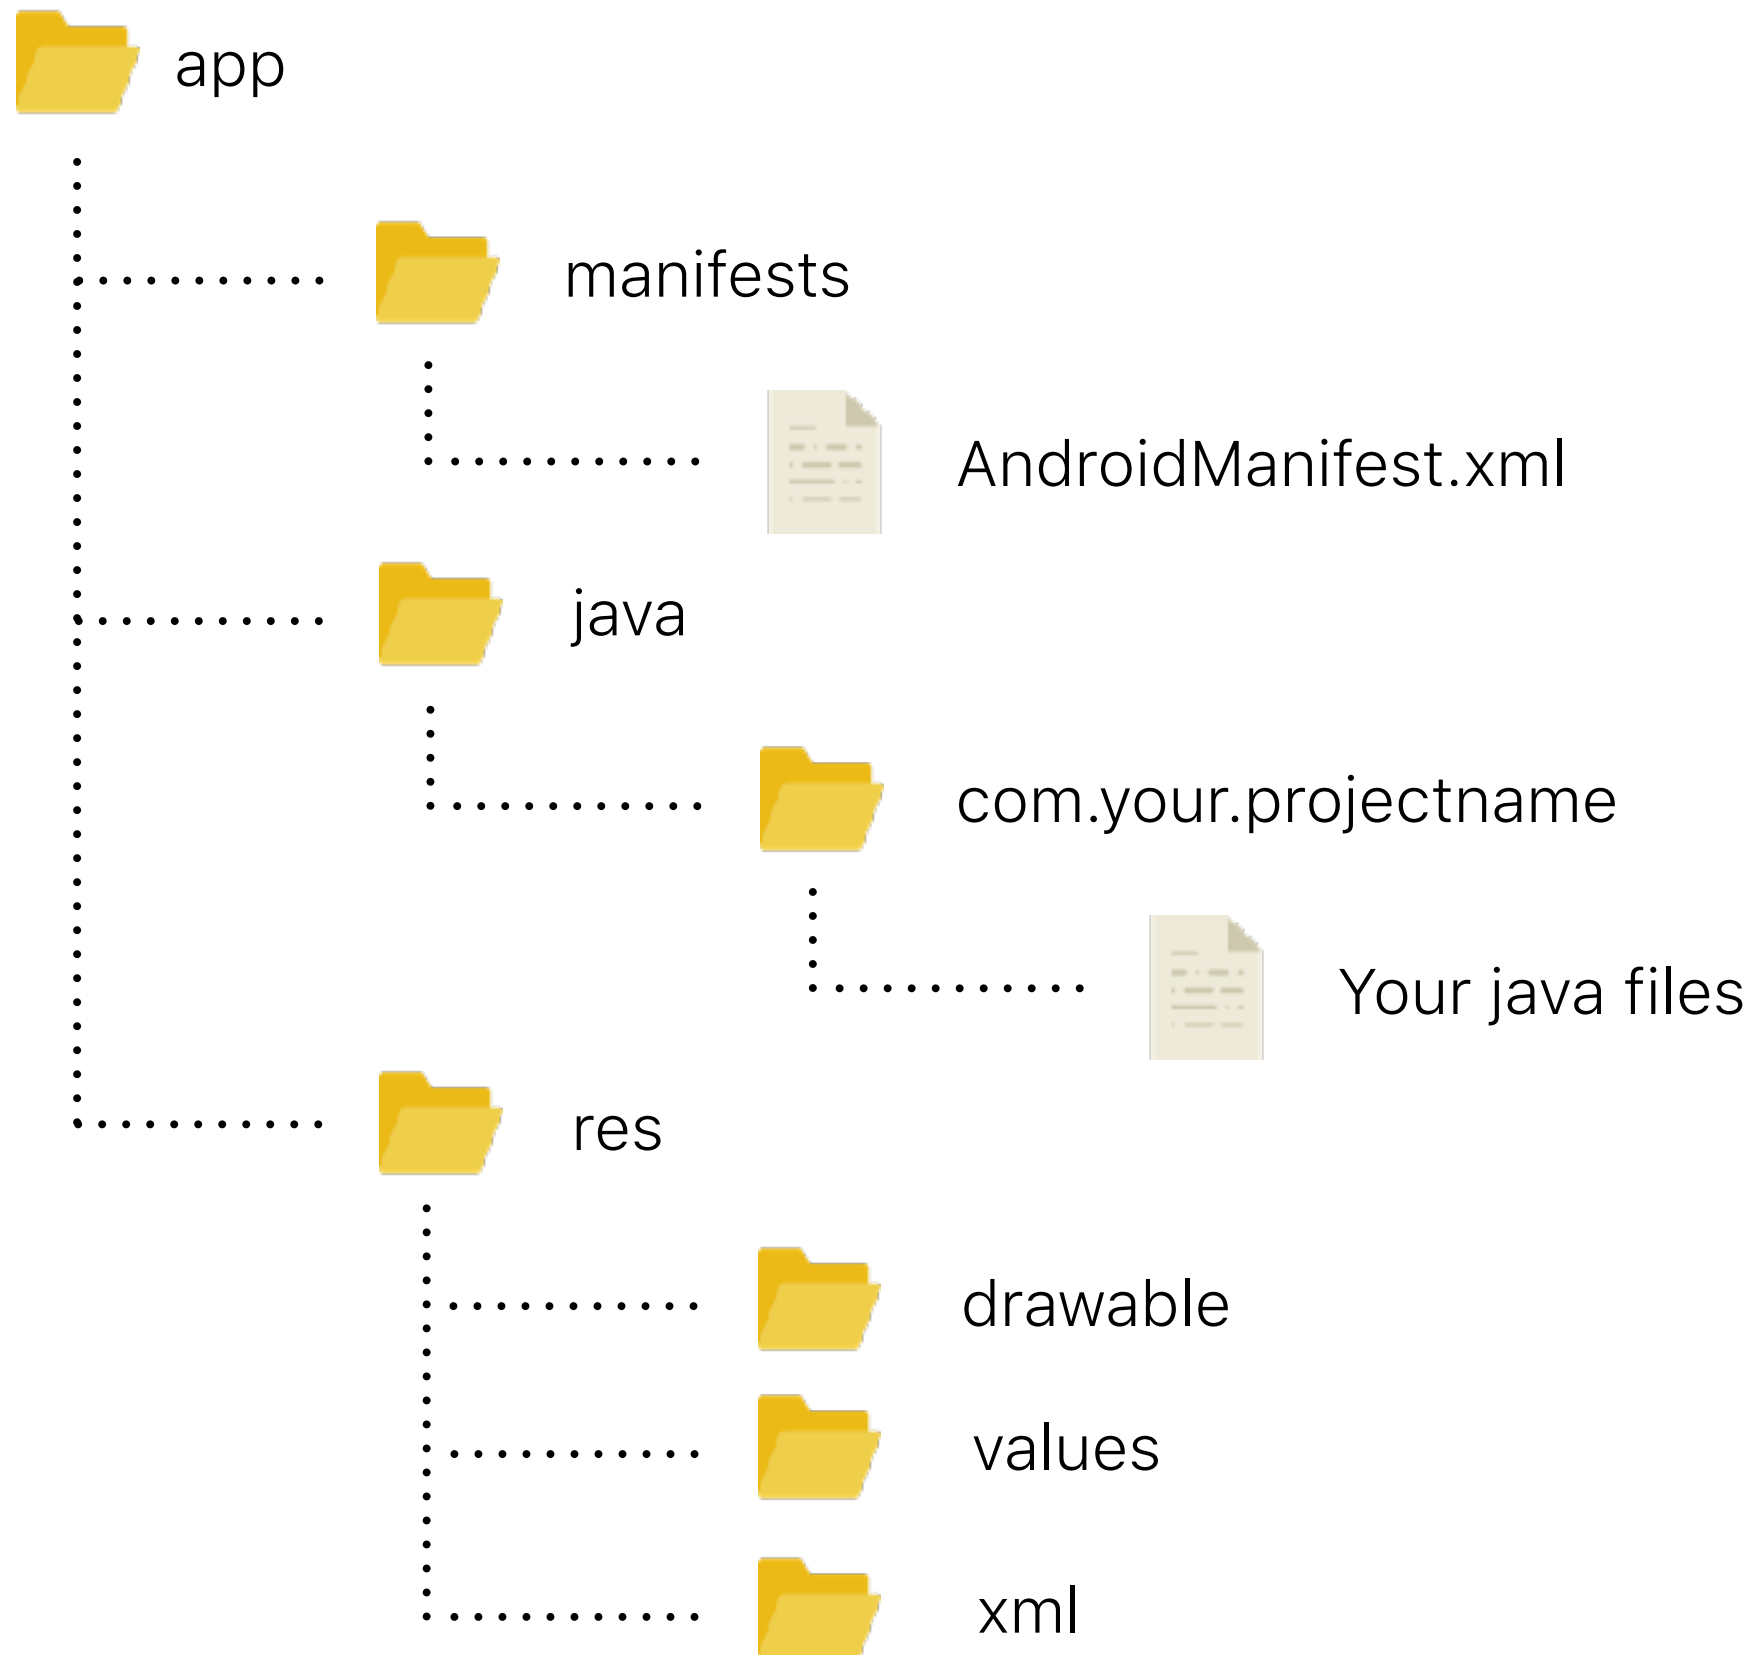 app
manifests
AndroidManifest.xml
java
com.your.projectname
Your java files
res
drawable
values
xml